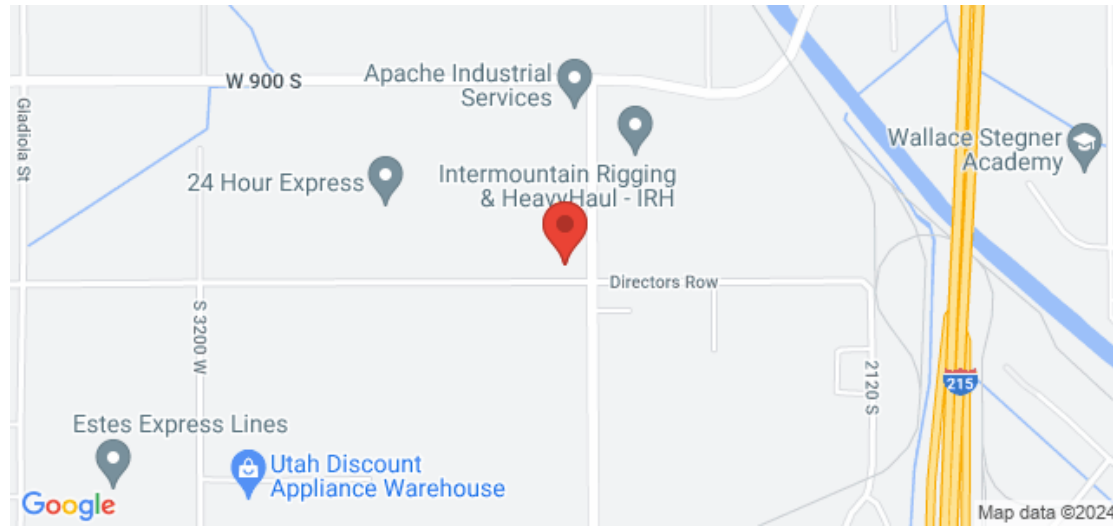 W 900 S
Apache Industrial
Services
Gladiola St
Wallace Stegner
Academy
24 Hour Express
Intermountain Rigging
& HeavyHaul - IRH
Directors Row
S 3200 W
2120 S
215
Estes Express Lines
Utah Discount
Appliance Warehouse
Google
Map data ©2024